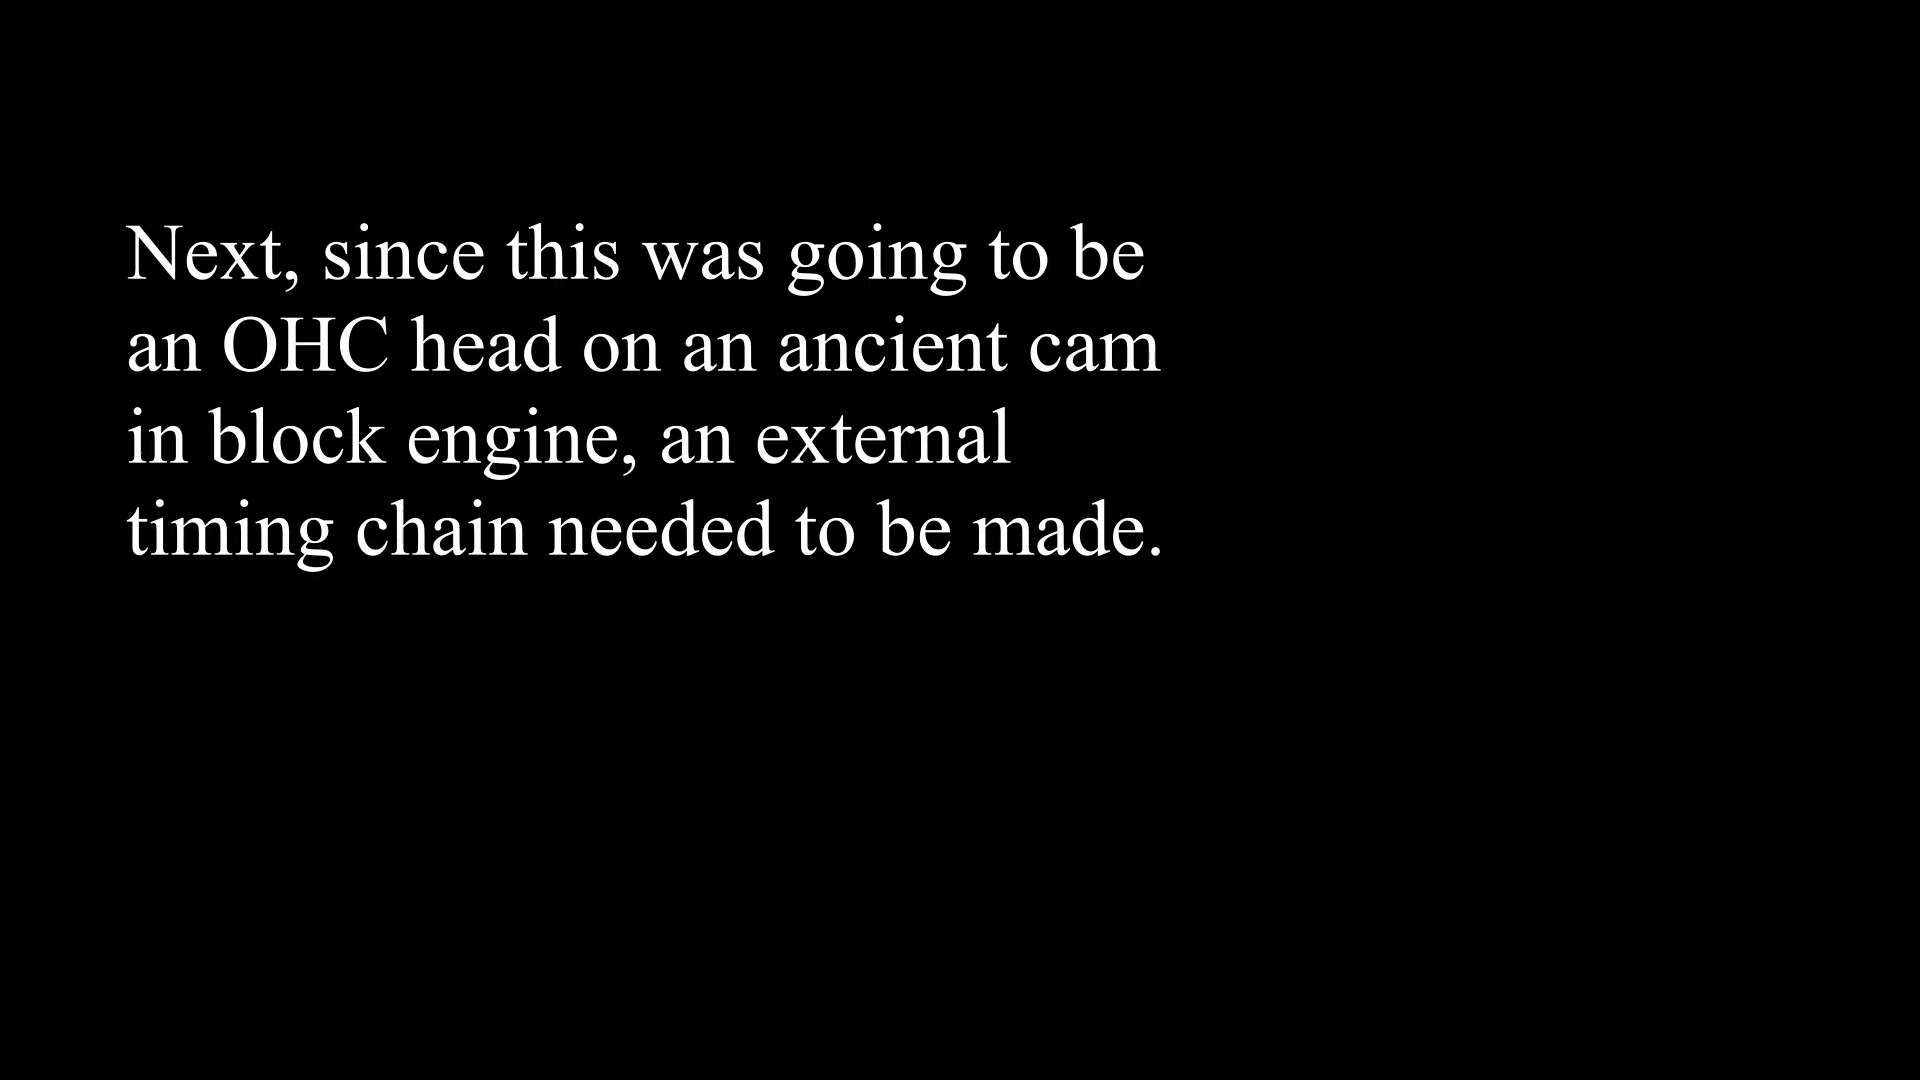 Next, since this was going to be
an OHC head on an ancient cam
in block engine, an external
timing chain needed to be made.